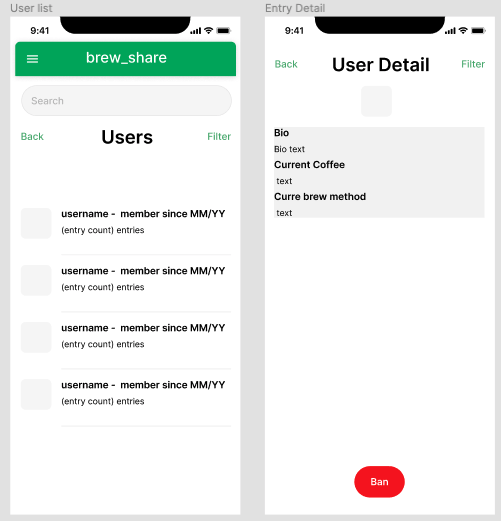 User list
9:41
brew_share
Search
Back
Users
Filter
username -  member since MM/YY
(entry count) entries
username -  member since MM/YY
(entry count) entries
username -  member since MM/YY
(entry count) entries
username -  member since MM/YY
(entry count) entries
Entry Detail
9:41
Back
User Detail
Filter
Bio
Bio text
Current Coffee
text
Curre brew method
text
Ban